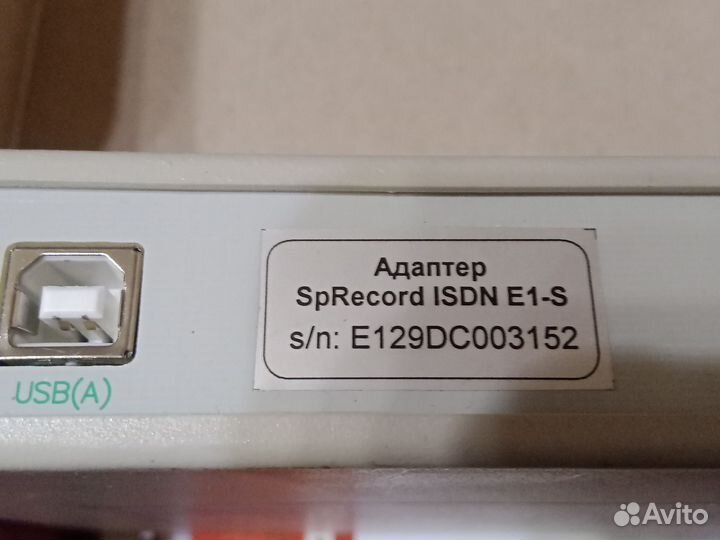 Адаптер
SpRecord ISDN E1-S
s/n: E129DC003152
USB(A)
Avito